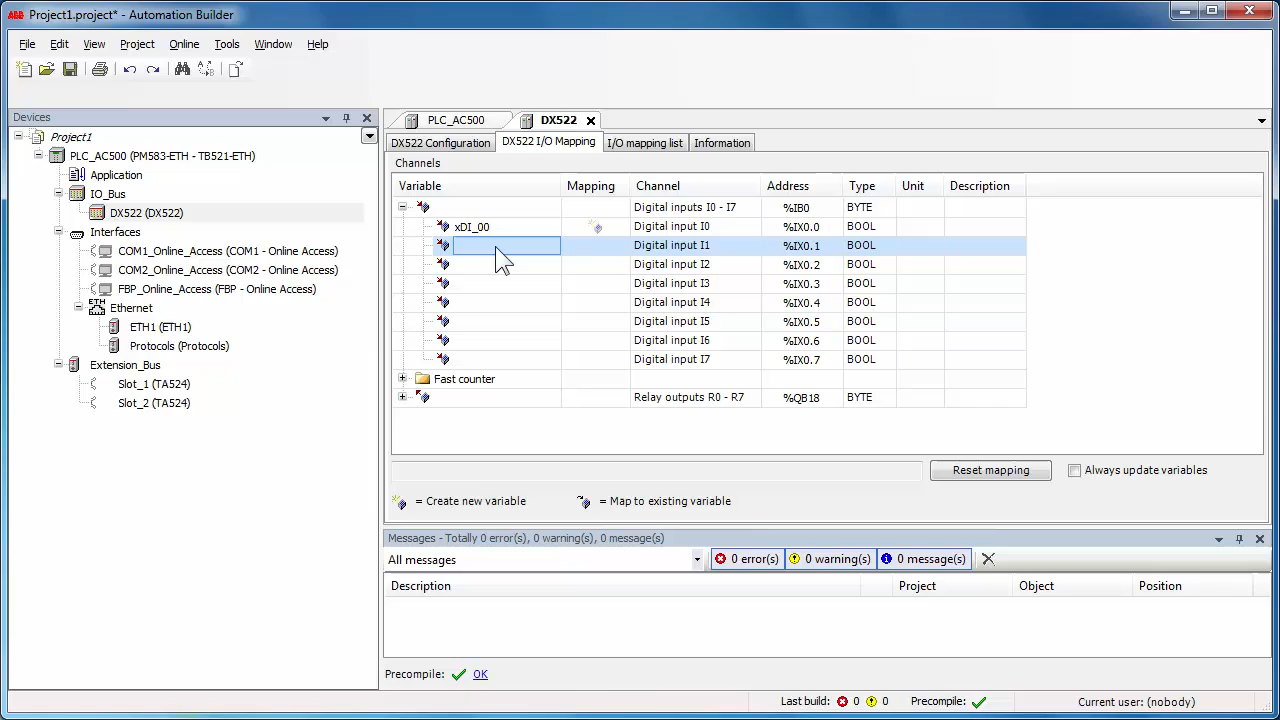 ABB Project1.project* - Automation Builder
File Edit View Project Online Tools Window Help
Devices
Project1
PLC_AC500 (PM583-ETH - TB521-ETH)
Application
IO_Bus
DX522 (DX522)
Interfaces
COM1_Online_Access (COM1 - Online Access)
COM2_Online_Access (COM2 - Online Access)
FBP_Online_Access (FBP - Online Access)
ETH Ethernet
ETH1 (ETH1)
Protocols (Protocols)
Extension_Bus
Slot_1 (TA524)
Slot_2 (TA524)
PLC_AC500 DX522
DX522 Configuration DX522 I/O Mapping I/O mapping list Information
Channels
Variable Mapping Channel Address Type Unit Description
Digital inputs I0 - I7 %IB0 BYTE
xDI_00 Digital input I0 %IX0.0 BOOL
Digital input I1 %IX0.1 BOOL
Digital input I2 %IX0.2 BOOL
Digital input I3 %IX0.3 BOOL
Digital input I4 %IX0.4 BOOL
Digital input I5 %IX0.5 BOOL
Digital input I6 %IX0.6 BOOL
Digital input I7 %IX0.7 BOOL
Fast counter
Relay outputs R0 - R7 %QB18 BYTE
Reset mapping Always update variables
= Create new variable = Map to existing variable
Messages - Totally 0 error(s), 0 warning(s), 0 message(s)
All messages 0 error(s) 0 warning(s) 0 message(s)
Description Project Object Position
Precompile: OK
Last build: 0 0 Precompile: Current user: (nobody)